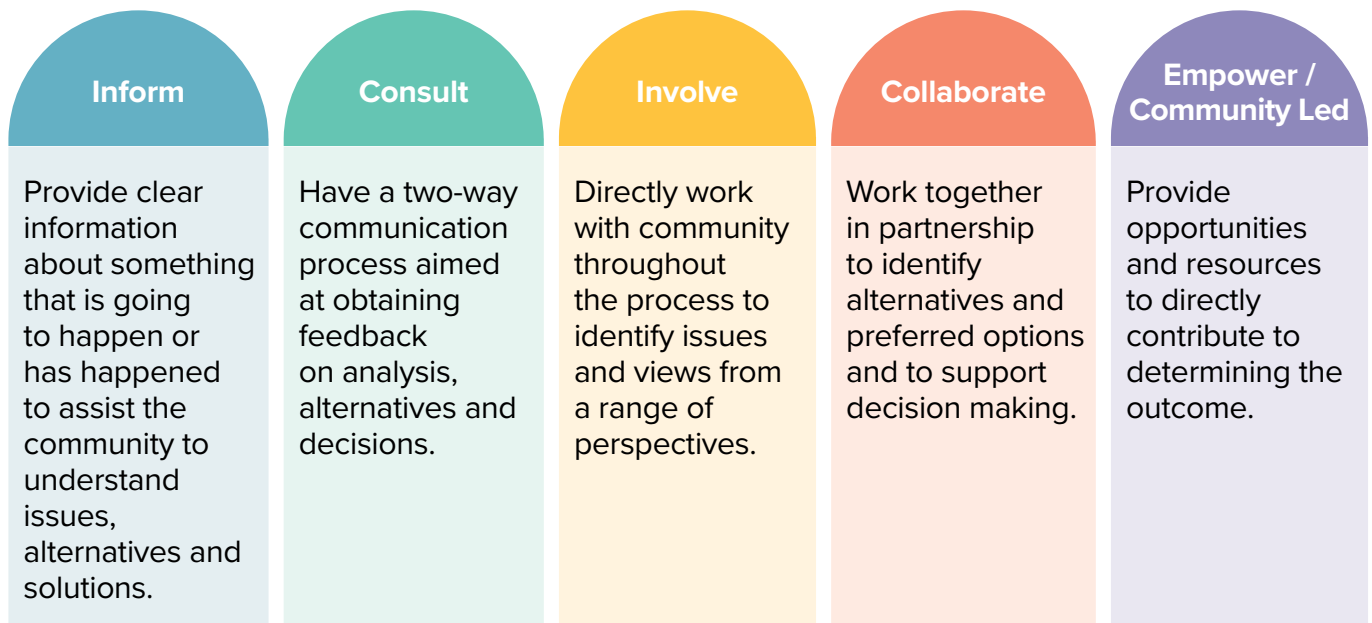 Inform
Provide clear
information
about something
that is going
to happen or
has happened
to assist the
community to
understand
issues,
alternatives and
solutions.
Consult
Have a two-way
communication
process aimed
at obtaining
feedback
on analysis,
alternatives and
decisions.
Involve
Directly work
with community
throughout
the process to
identify issues
and views from
a range of
perspectives.
Collaborate
Work together
in partnership
to identify
alternatives and
preferred options
and to support
decision making.
Empower /
Community Led
Provide
opportunities
and resources
to directly
contribute to
determining the
outcome.